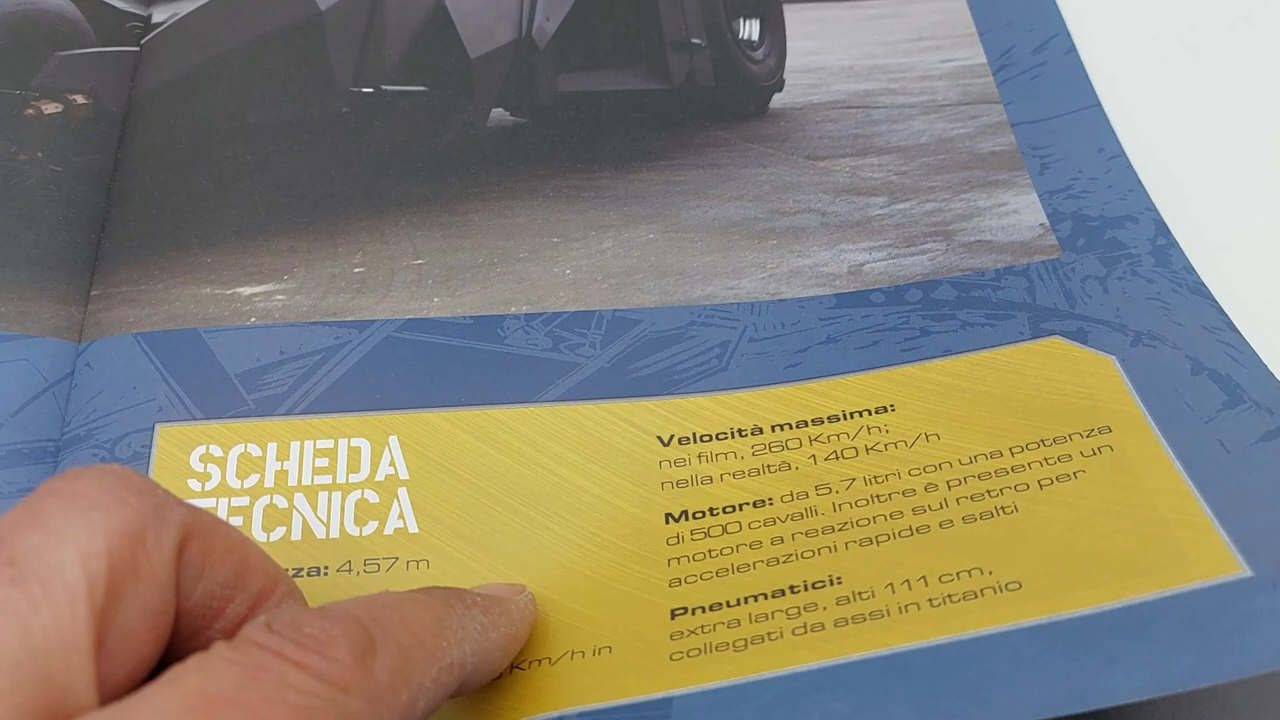 SCHEDA
TECNICA
4,57 m
Km/h in
Velocità massima:
nei film, 260 Km/h;
nella realtà, 140 Km/h
Motore: da 5,7 litri con una potenza
di 500 cavalli. Inoltre è presente un
motore a reazione sul retro per
accelerazioni rapide e salti
Pneumatici:
extra large, alti 111 cm,
collegati da assi in titanio